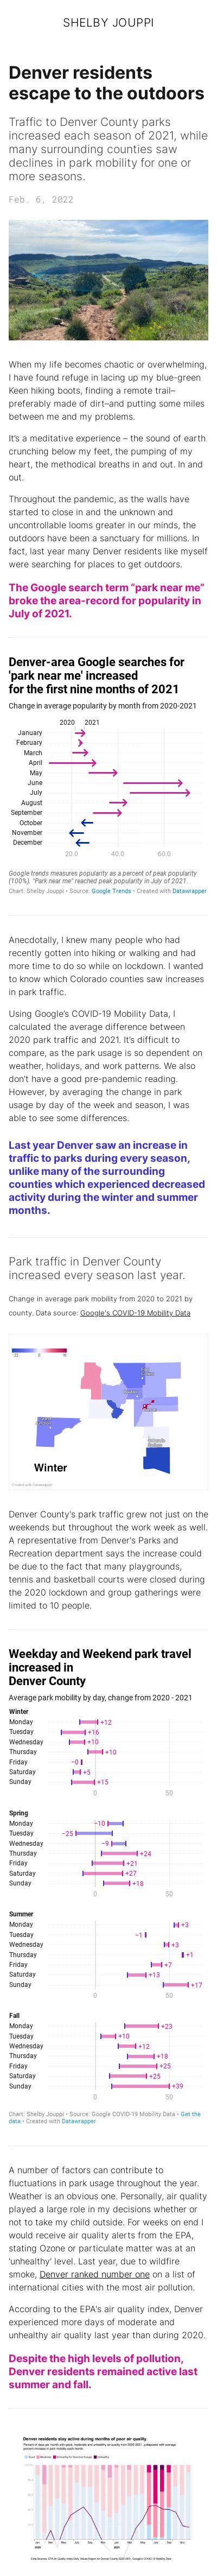 SHELBY JOUPPI
Denver residents
escape to the outdoors
Traffic to Denver County parks
increased each season of 2021, while
many surrounding counties saw
declines in park mobility for one or
more seasons.
Feb. 6, 2022
When my life becomes chaotic or overwhelming,
I have found refuge in lacing up my blue-green
Keen hiking boots, finding a remote trail–
preferably made of dirt–and putting some miles
between me and my problems.
It's a meditative experience – the sound of earth
crunching below my feet, the pumping of my
heart, the methodical breaths in and out. In and
out.
Throughout the pandemic, as the walls have
started to close in and the unknown and
uncontrollable looms greater in our minds, the
outdoors have been a sanctuary for millions. In
fact, last year many Denver residents like myself
were searching for places to get outdoors.
The Google search term "park near me"
broke the area-record for popularity in
July of 2021.
Denver-area Google searches for
'park near me' increased
for the first nine months of 2021
Change in average popularity by month from 2020-2021
2020 2021
January
February
March
April
May
June
July
August
September
October
November
December
20.0 40.0 60.0
Google trends measures popularity as a percent of peak popularity
(100%). "Park near me" reached peak popularity in July of 2021.
Chart: Shelby Jouppi • Source: Google Trends • Created with Datawrapper
Anecdotally, I knew many people who had
recently gotten into hiking or walking and had
more time to do so while on lockdown. I wanted
to know which Colorado counties saw increases
in park traffic.
Using Google's COVID-19 Mobility Data, I
calculated the average difference between
2020 park traffic and 2021. It's difficult to
compare, as the park usage is so dependent on
weather, holidays, and work patterns. We also
don't have a good pre-pandemic reading.
However, by averaging the change in park
usage by day of the week and season, I was
able to see some differences.
Last year Denver saw an increase in
traffic to parks during every season,
unlike many of the surrounding
counties which experienced decreased
activity during the winter and summer
months.
Park traffic in Denver County
increased every season last year.
Change in average park mobility from 2020 to 2021 by
county. Data source: Google's COVID-19 Mobility Data
Winter
Created with Datawrapper
Denver County's park traffic grew not just on the
weekends but throughout the work week as well.
A representative from Denver's Parks and
Recreation department says the increase could
be due to the fact that many playgrounds,
tennis and basketball courts were closed during
the 2020 lockdown and group gatherings were
limited to 10 people.
Weekday and Weekend park travel
increased in
Denver County
Average park mobility by day, change from 2020 - 2021
Winter
Monday +12
Tuesday +16
Wednesday +10
Thursday +10
Friday −0
Saturday +5
Sunday +15
0 50
Spring
Monday −10
Tuesday −25
Wednesday −9
Thursday +24
Friday +21
Saturday +27
Sunday +18
0 50
Summer
Monday +3
Tuesday −1
Wednesday +3
Thursday +1
Friday +7
Saturday +13
Sunday +17
0 50
Fall
Monday +23
Tuesday +10
Wednesday +12
Thursday +18
Friday +25
Saturday +25
Sunday +39
0 50
Chart: Shelby Jouppi • Source: Google COVID-19 Mobility Data • Get the
data • Created with Datawrapper
A number of factors can contribute to
fluctuations in park usage throughout the year.
Weather is an obvious one. Personally, air quality
played a large role in my decisions whether or
not to take my child outside. For weeks on end I
would receive air quality alerts from the EPA,
stating Ozone or particulate matter was at an
'unhealthy' level. Last year, due to wildfire
smoke, Denver ranked number one on a list of
international cities with the most air pollution.
According to the EPA's air quality index, Denver
experienced more days of moderate and
unhealthy air quality last year than during 2020.
Despite the high levels of pollution,
Denver residents remained active last
summer and fall.
Denver residents stay active during months of poor air quality.